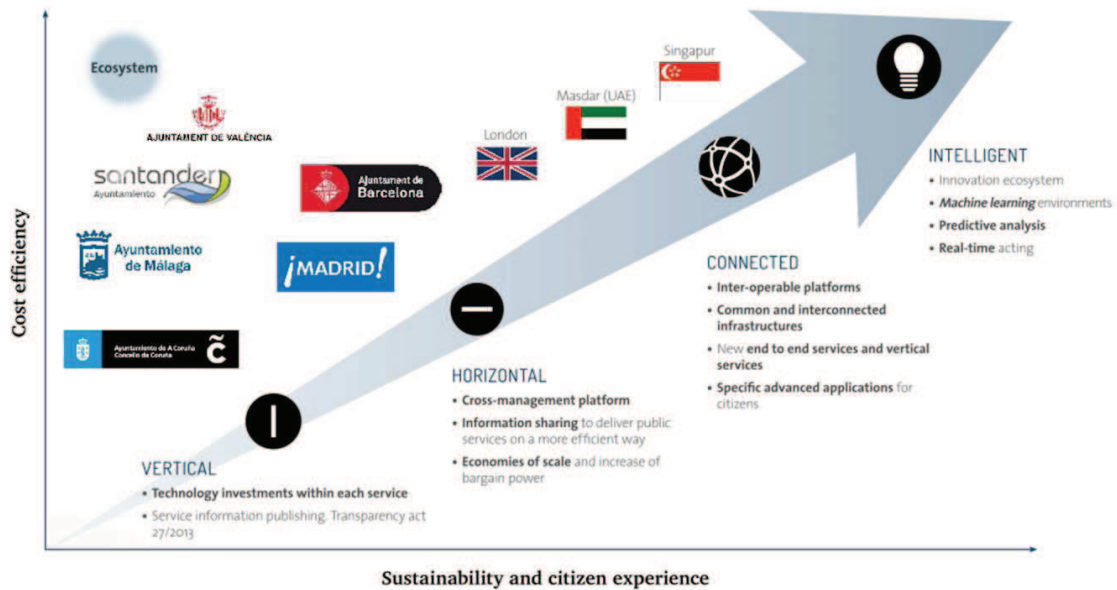 Ecosystem
AJUNTAMENT DE VALÈNCIA
santander
Ayuntamiento
Ayuntamiento
de Málaga
Ayuntamiento de A Coruña
Concello da Coruña
Ajuntament de
Barcelona
¡MADRID!
London
Masdar (UAE)
Singapur
Cost efficiency
VERTICAL
• Technology investments within each service
• Service information publishing. Transparency act
27/2013
HORIZONTAL
• Cross-management platform
• Information sharing to deliver public
services on a more efficient way
• Economies of scale and increase of
bargain power
CONNECTED
• Inter-operable platforms
• Common and interconnected
infrastructures
• New end to end services and vertical
services
• Specific advanced applications for
citizens
INTELLIGENT
• Innovation ecosystem
• Machine learning environments
• Predictive analysis
• Real-time acting
Sustainability and citizen experience